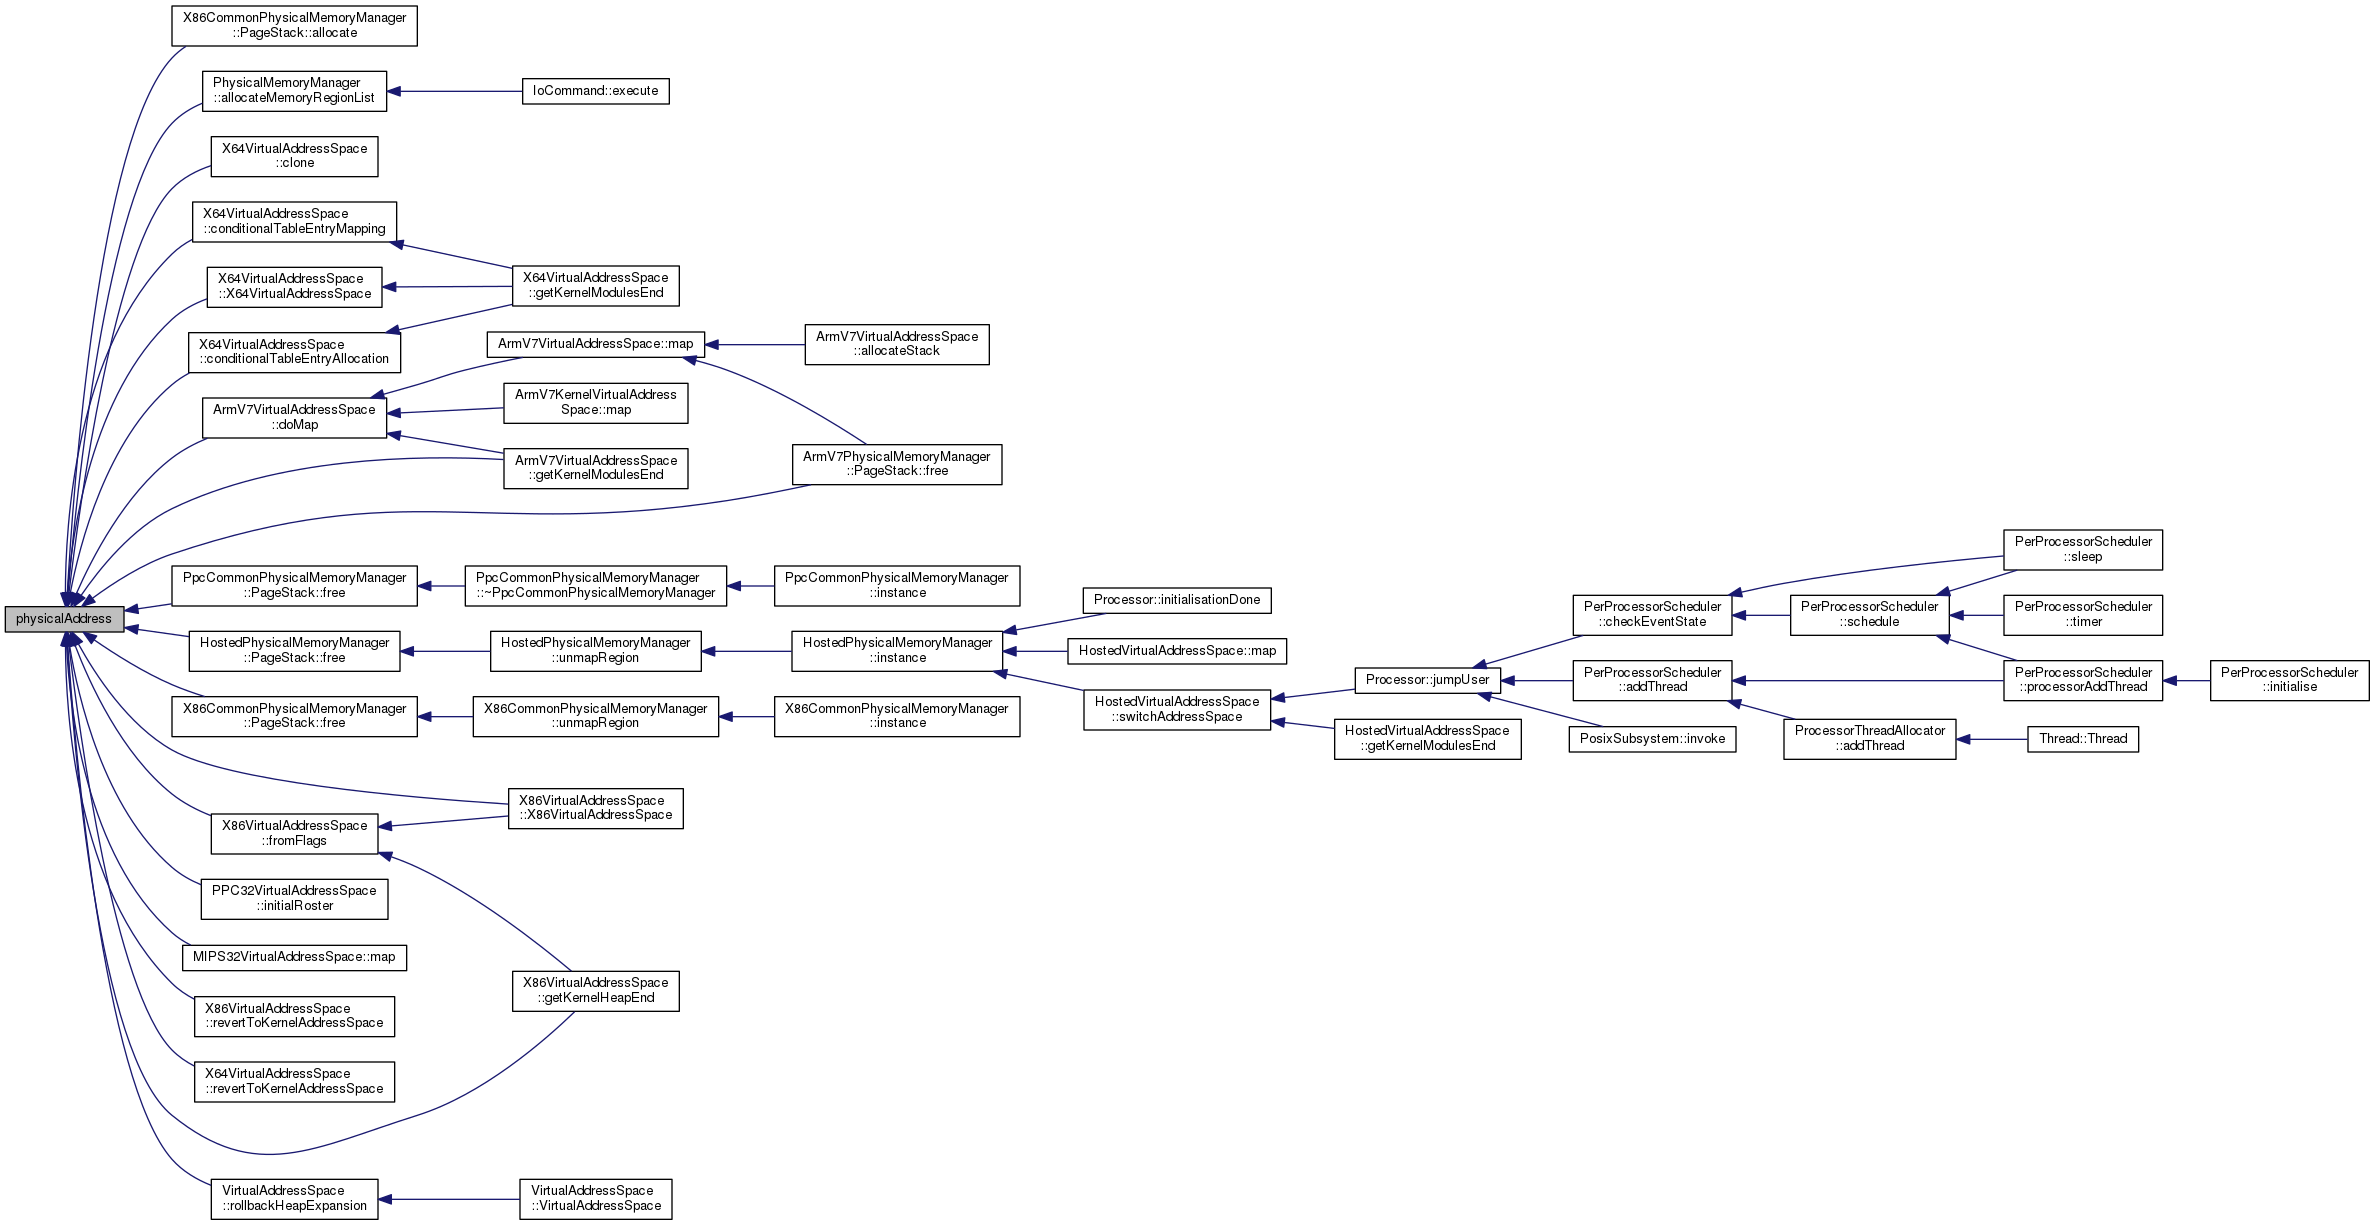 X86CommonPhysicalMemoryManager
::PageStack::allocate
PhysicalMemoryManager
::allocateMemoryRegionList
IoCommand::execute
X64VirtualAddressSpace
::clone
X64VirtualAddressSpace
::conditionalTableEntryMapping
X64VirtualAddressSpace
::X64VirtualAddressSpace
X64VirtualAddressSpace
::getKernelModulesEnd
X64VirtualAddressSpace
::conditionalTableEntryAllocation
ArmV7VirtualAddressSpace::map
ArmV7VirtualAddressSpace
::allocateStack
ArmV7VirtualAddressSpace
::doMap
ArmV7KernelVirtualAddress
Space::map
ArmV7VirtualAddressSpace
::getKernelModulesEnd
ArmV7PhysicalMemoryManager
::PageStack::free
physicalAddress
PpcCommonPhysicalMemoryManager
::PageStack::free
PpcCommonPhysicalMemoryManager
::~PpcCommonPhysicalMemoryManager
PpcCommonPhysicalMemoryManager
::instance
HostedPhysicalMemoryManager
::PageStack::free
HostedPhysicalMemoryManager
::unmapRegion
HostedPhysicalMemoryManager
::instance
Processor::initialisationDone
HostedVirtualAddressSpace::map
HostedVirtualAddressSpace
::switchAddressSpace
Processor::jumpUser
HostedVirtualAddressSpace
::getKernelModulesEnd
PerProcessorScheduler
::checkEventState
PerProcessorScheduler
::addThread
PosixSubsystem::invoke
PerProcessorScheduler
::schedule
ProcessorThreadAllocator
::addThread
PerProcessorScheduler
::sleep
PerProcessorScheduler
::timer
PerProcessorScheduler
::processorAddThread
Thread::Thread
PerProcessorScheduler
::initialise
X86CommonPhysicalMemoryManager
::PageStack::free
X86CommonPhysicalMemoryManager
::unmapRegion
X86CommonPhysicalMemoryManager
::instance
X86VirtualAddressSpace
::X86VirtualAddressSpace
X86VirtualAddressSpace
::fromFlags
PPC32VirtualAddressSpace
::initialRoster
MIPS32VirtualAddressSpace::map
X86VirtualAddressSpace
::getKernelHeapEnd
X86VirtualAddressSpace
::revertToKernelAddressSpace
X64VirtualAddressSpace
::revertToKernelAddressSpace
VirtualAddressSpace
::rollbackHeapExpansion
VirtualAddressSpace
::VirtualAddressSpace